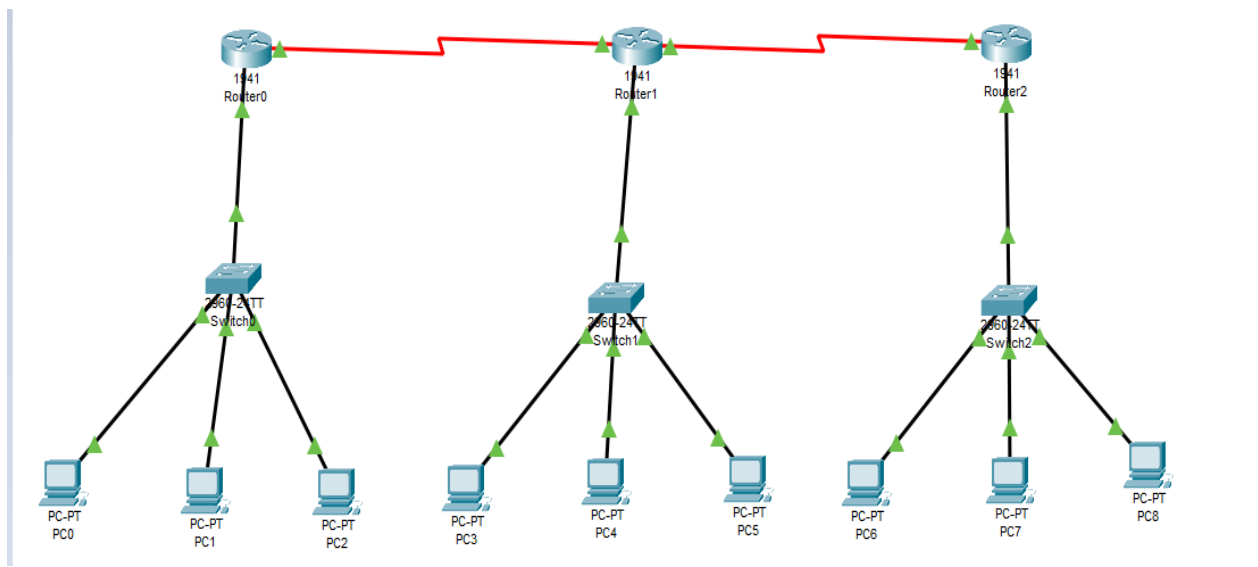 1941
Router0
1941
Router1
1941
Router2
2960-24TT
Switch0
2960-24TT
Switch1
2960-24TT
Switch2
PC-PT
PC0
PC-PT
PC1
PC-PT
PC2
PC-PT
PC3
PC-PT
PC4
PC-PT
PC5
PC-PT
PC6
PC-PT
PC7
PC-PT
PC8